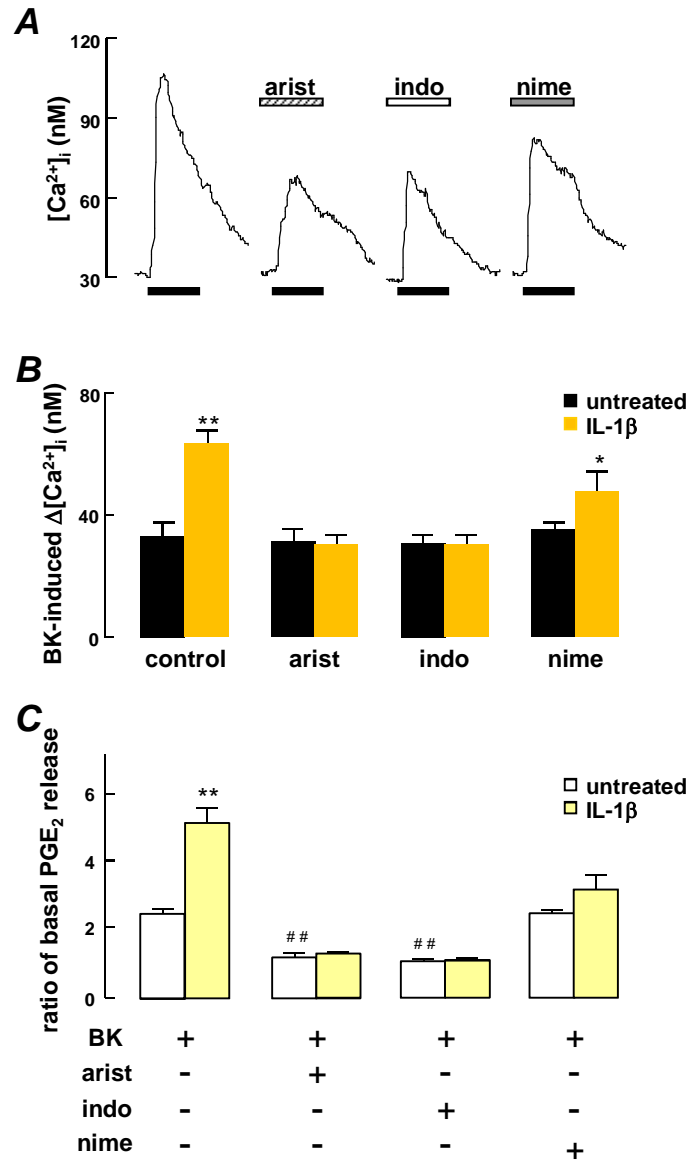 A
[Ca²⁺]ᵢ (nM)
120
90
60
30
arist indo nime
B
BK-induced Δ[Ca²⁺]ᵢ (nM)
80
40
0
untreated
IL-1β
**
*
control arist indo nime
C
ratio of basal PGE₂ release
6
4
2
0
untreated
IL-1β
**
##
##
BK + + + +
arist - + - -
indo - - + -
nime - - - +